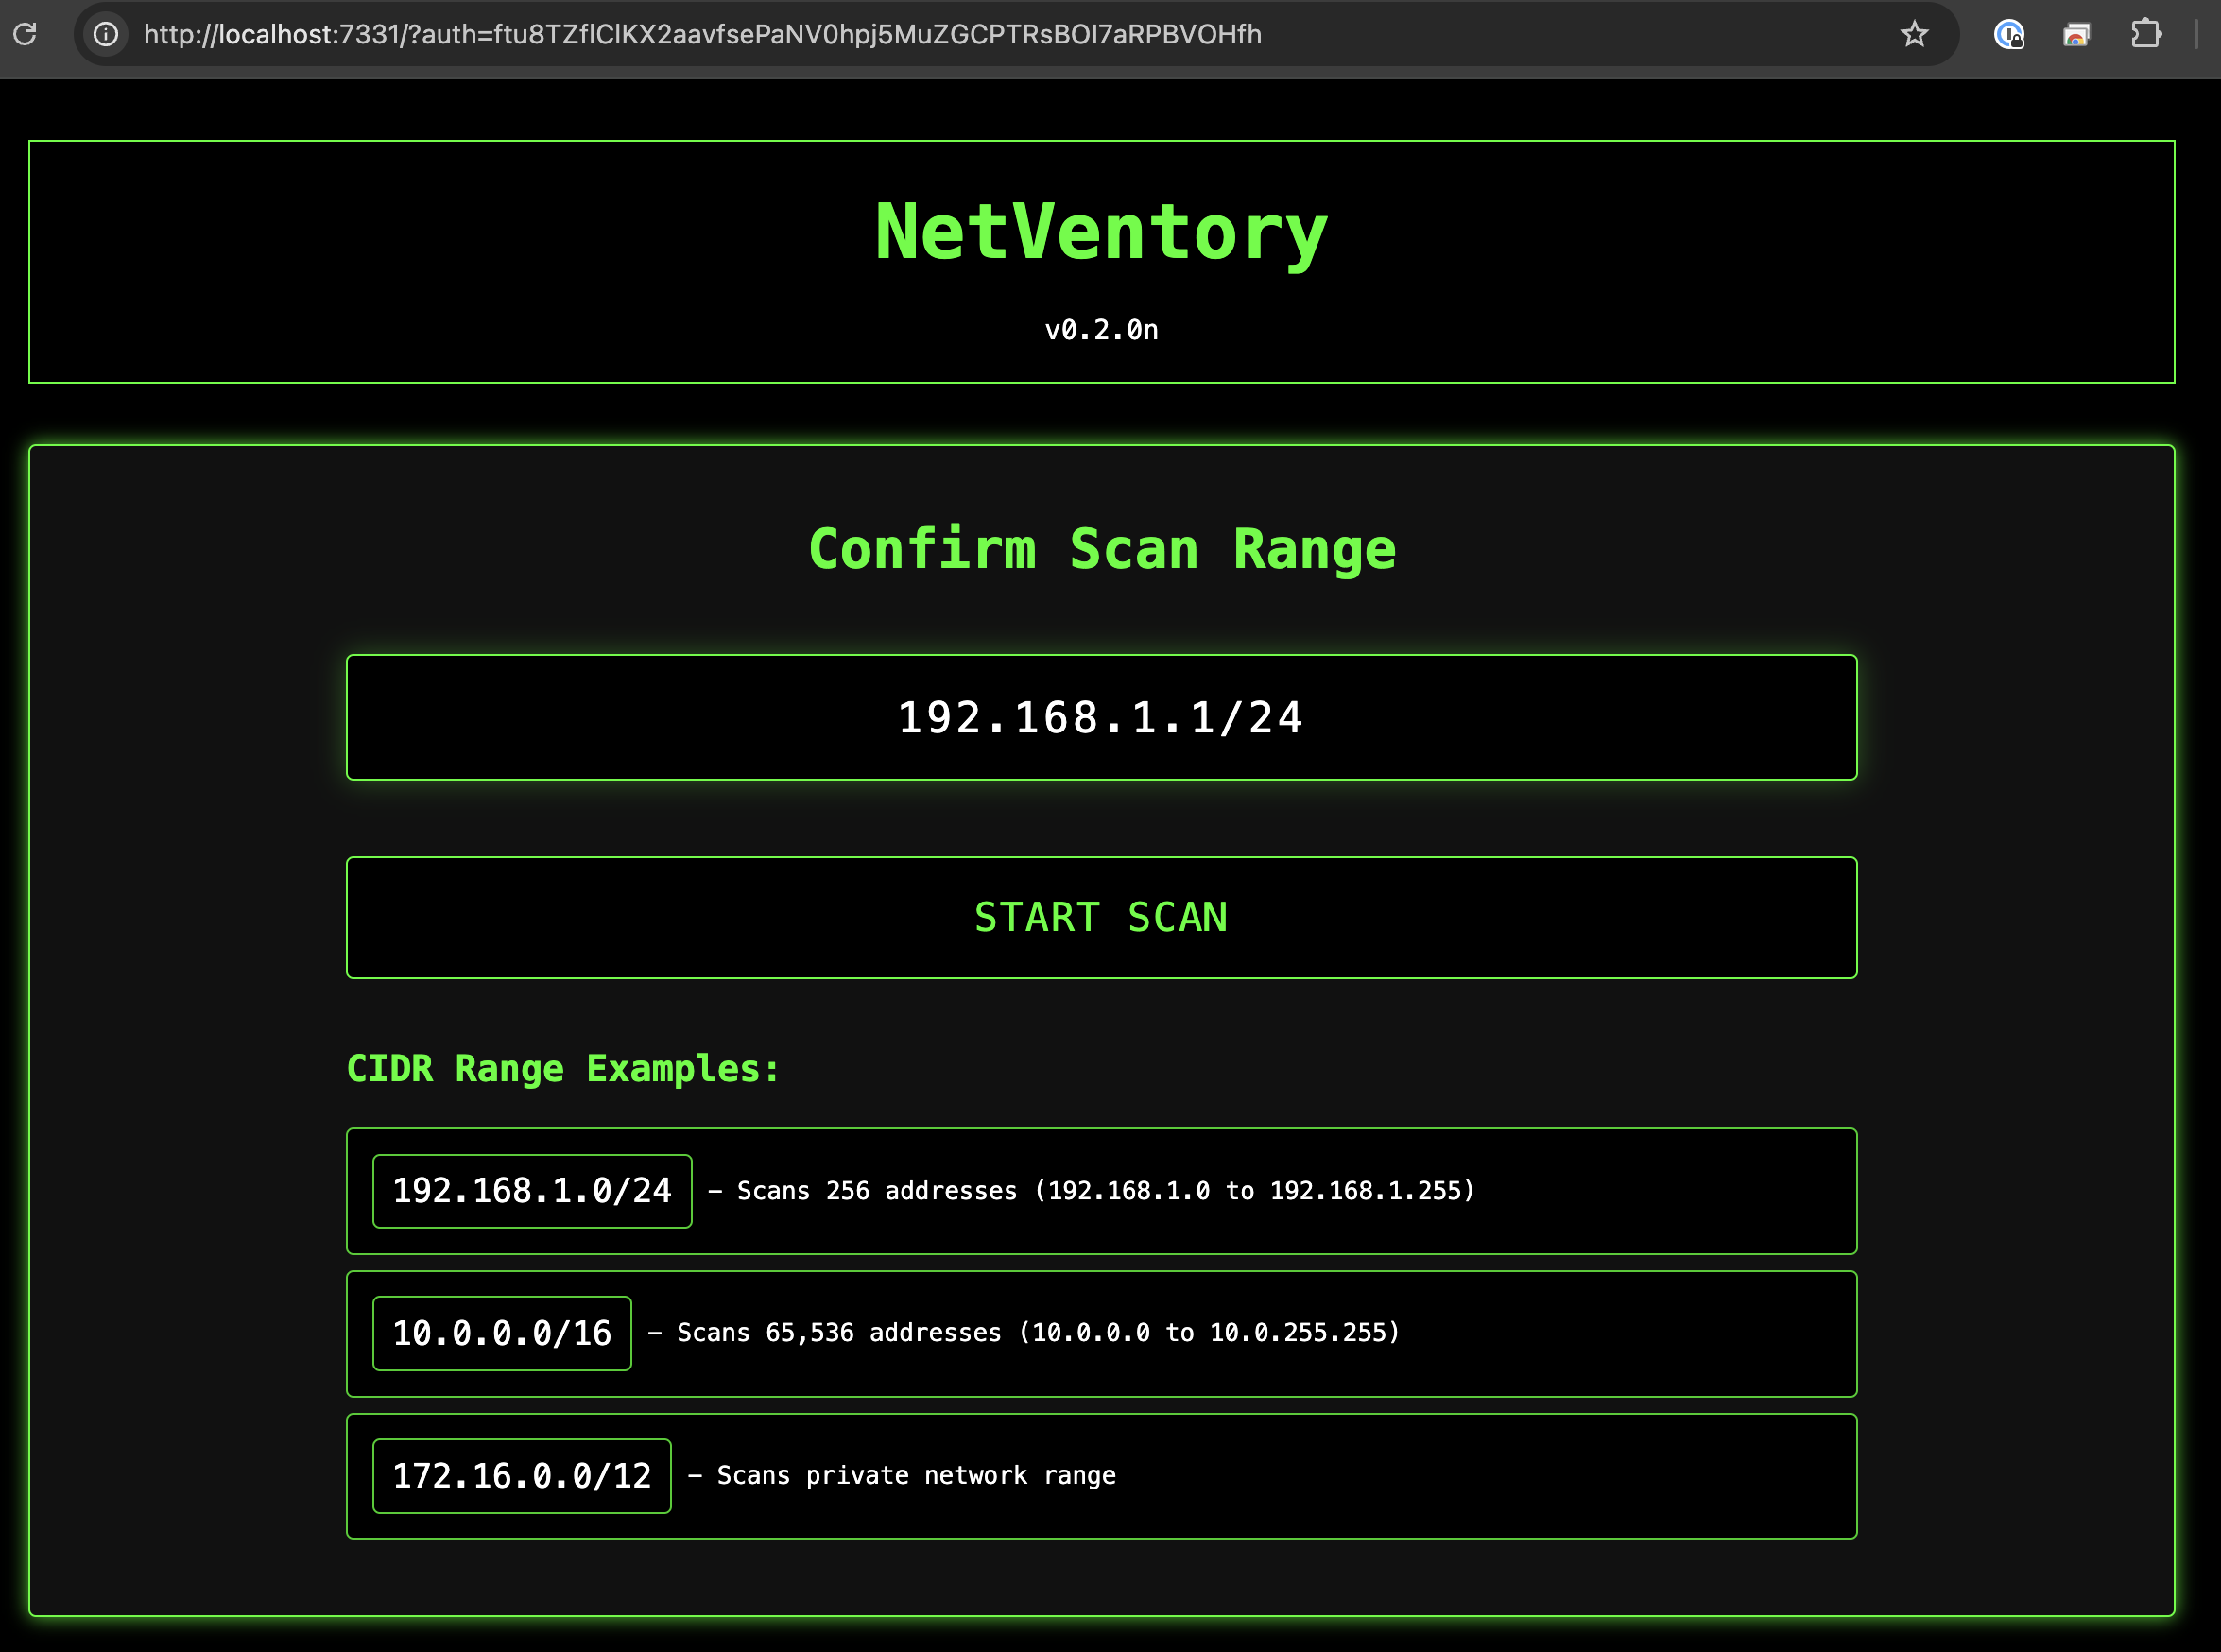 http://localhost:7331/?auth=ftu8TZflClKX2aavfsePaNV0hpj5MuZGCPTRsBOI7aRPBVOHfh
NetVentory
v0.2.0n
Confirm Scan Range
192.168.1.1/24
START SCAN
CIDR Range Examples:
192.168.1.0/24 – Scans 256 addresses (192.168.1.0 to 192.168.1.255)
10.0.0.0/16 – Scans 65,536 addresses (10.0.0.0 to 10.0.255.255)
172.16.0.0/12 – Scans private network range